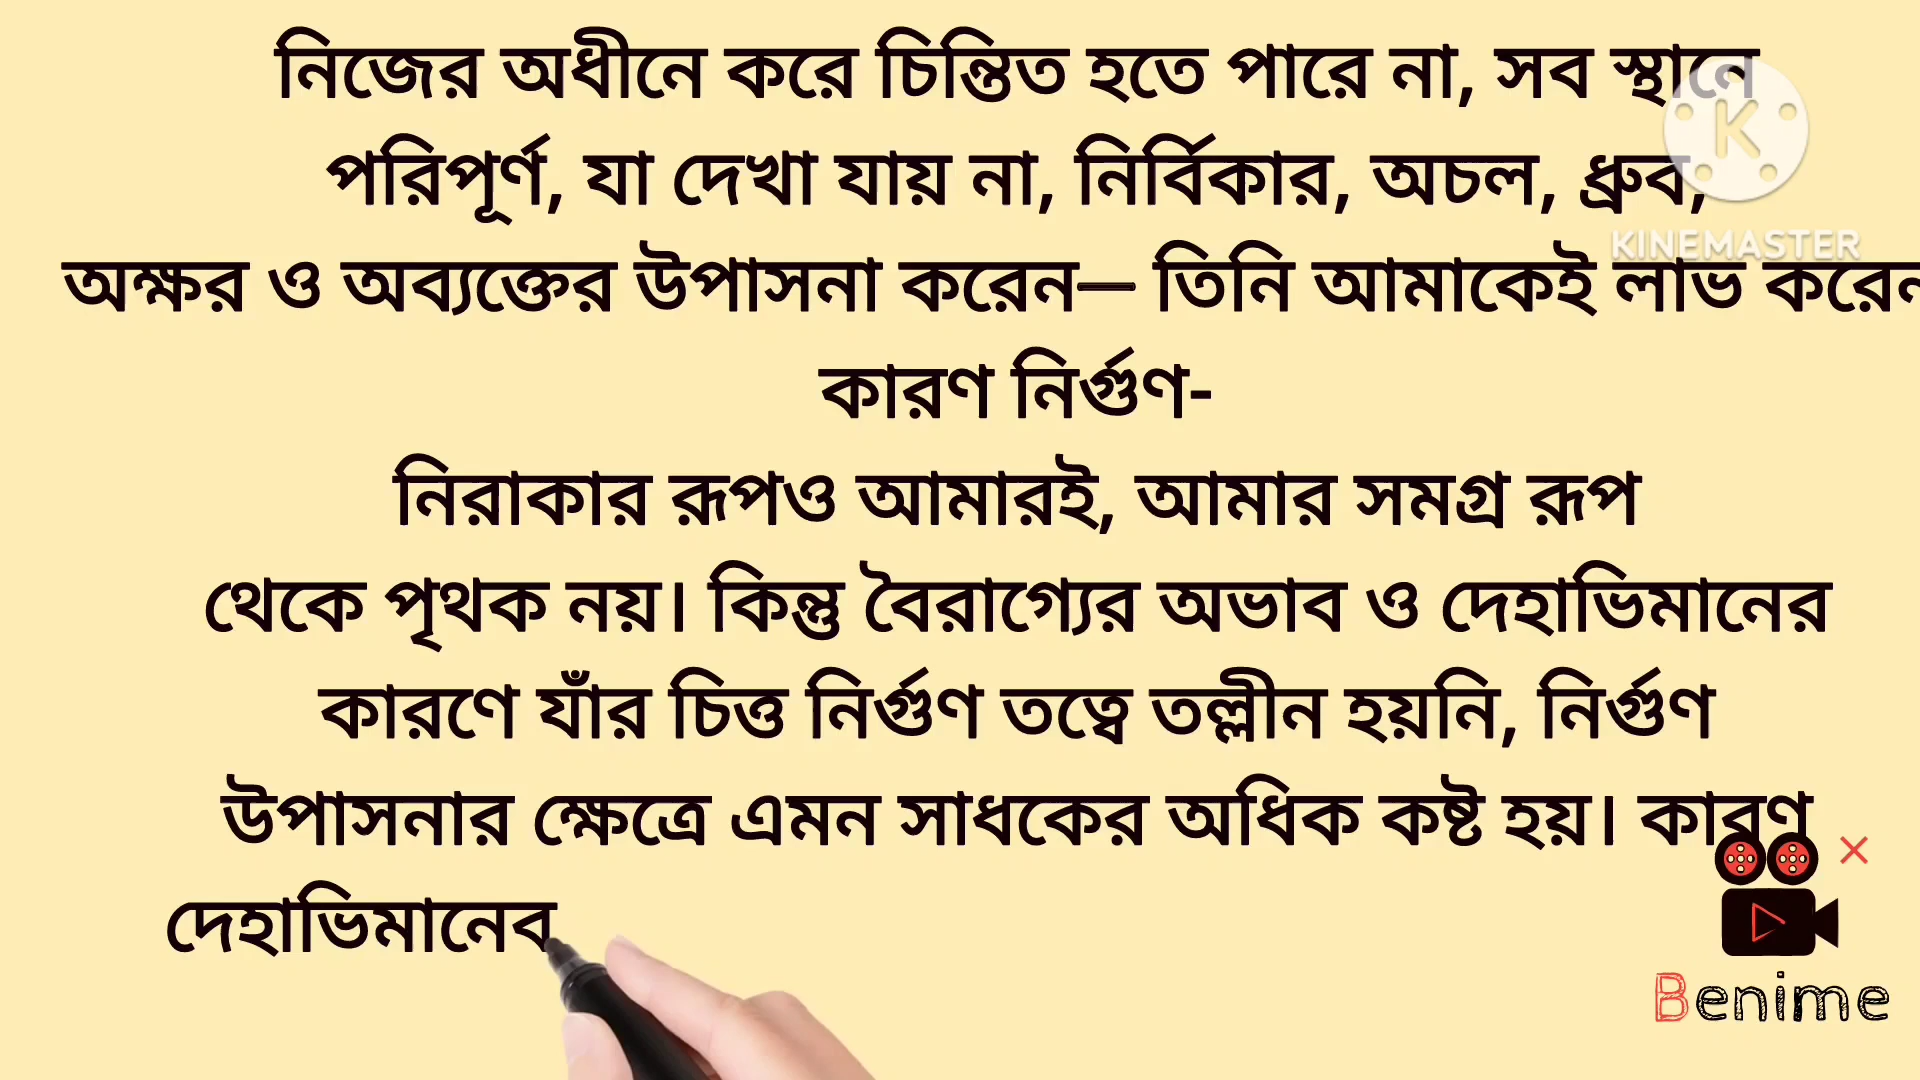 নিজের অধীনে করে চিন্তিত হতে পারে না, সব স্থানে
পরিপূর্ণ, যা দেখা যায় না, নির্বিকার, অচল, ধ্রুব,
অক্ষর ও অব্যক্তের উপাসনা করেন— তিনি আমাকেই লাভ করেন
কারণ নির্গুণ-
নিরাকার রূপও আমারই, আমার সমগ্র রূপ
থেকে পৃথক নয়। কিন্তু বৈরাগ্যের অভাব ও দেহাভিমানের
কারণে যাঁর চিত্ত নির্গুণ তত্বে তল্লীন হয়নি, নির্গুণ
উপাসনার ক্ষেত্রে এমন সাধকের অধিক কষ্ট হয়। কারণ
দেহাভিমানের
K
KINEMASTER
Benime